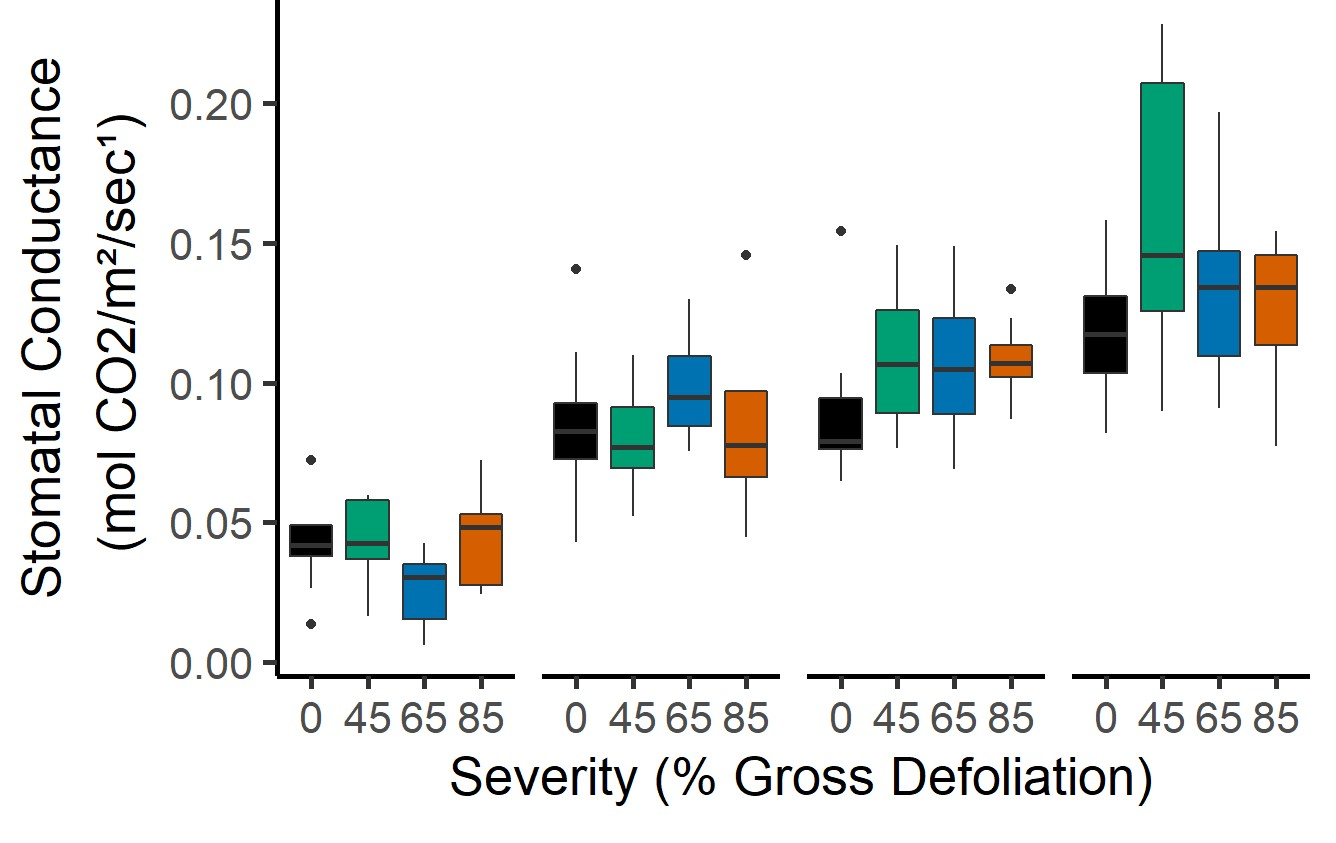 Stomatal Conductance
(mol CO2/m²/sec¹)
0.20
0.15
0.10
0.05
0.00
0 45 65 85 0 45 65 85 0 45 65 85 0 45 65 85
Severity (% Gross Defoliation)